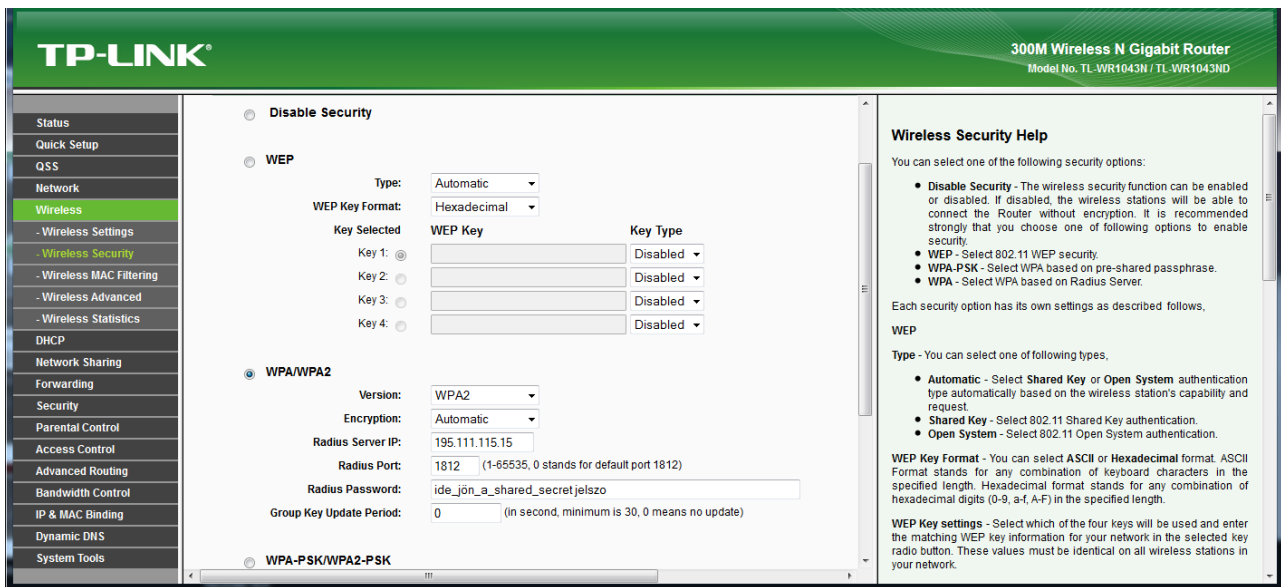 TP-LINK®
300M Wireless N Gigabit Router
Model No. TL-WR1043N / TL-WR1043ND
Status
Quick Setup
QSS
Network
Wireless
- Wireless Settings
- Wireless Security
- Wireless MAC Filtering
- Wireless Advanced
- Wireless Statistics
DHCP
Network Sharing
Forwarding
Security
Parental Control
Access Control
Advanced Routing
Bandwidth Control
IP & MAC Binding
Dynamic DNS
System Tools
Disable Security
WEP
Type: Automatic
WEP Key Format: Hexadecimal
Key Selected WEP Key Key Type
Key 1: Disabled
Key 2: Disabled
Key 3: Disabled
Key 4: Disabled
WPA/WPA2
Version: WPA2
Encryption: Automatic
Radius Server IP: 195.111.115.15
Radius Port: 1812 (1-65535, 0 stands for default port 1812)
Radius Password: ide_jön_a_shared_secret jelszo
Group Key Update Period: 0 (in second, minimum is 30, 0 means no update)
WPA-PSK/WPA2-PSK
Wireless Security Help
You can select one of the following security options:
• Disable Security - The wireless security function can be enabled
or disabled. If disabled, the wireless stations will be able to
connect the Router without encryption. It is recommended
strongly that you choose one of following options to enable
security.
• WEP - Select 802.11 WEP security.
• WPA-PSK - Select WPA based on pre-shared passphrase.
• WPA - Select WPA based on Radius Server.
Each security option has its own settings as described follows,
WEP
Type - You can select one of following types,
• Automatic - Select Shared Key or Open System authentication
type automatically based on the wireless station's capability and
request.
• Shared Key - Select 802.11 Shared Key authentication.
• Open System - Select 802.11 Open System authentication.
WEP Key Format - You can select ASCII or Hexadecimal format. ASCII
Format stands for any combination of keyboard characters in the
specified length. Hexadecimal format stands for any combination of
hexadecimal digits (0-9, a-f, A-F) in the specified length.
WEP Key settings - Select which of the four keys will be used and enter
the matching WEP key information for your network in the selected key
radio button. These values must be identical on all wireless stations in
your network.